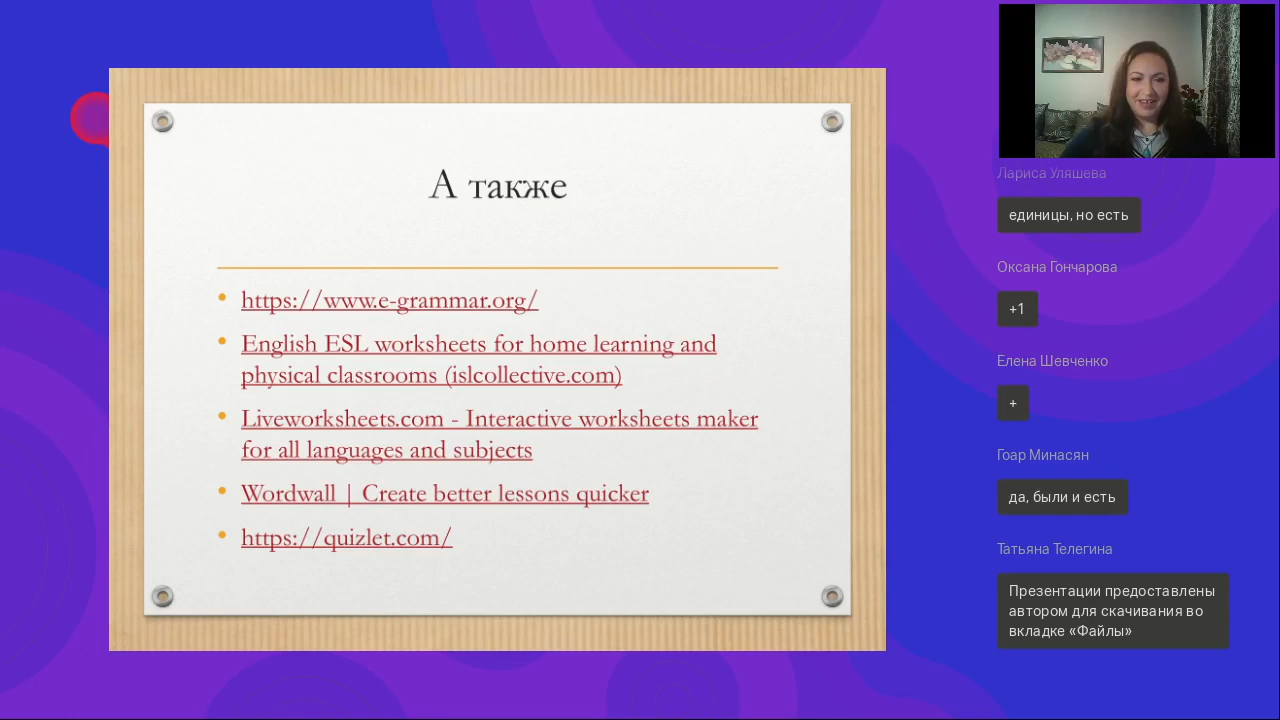 А также
https://www.e-grammar.org/
English ESL worksheets for home learning and
physical classrooms (islcollective.com)
Liveworksheets.com - Interactive worksheets maker
for all languages and subjects
Wordwall | Create better lessons quicker
https://quizlet.com/
Лариса Уляшева
единицы, но есть
Оксана Гончарова
+1
Елена Шевченко
+
Гоар Минасян
да, были и есть
Татьяна Телегина
Презентации предоставлены
автором для скачивания во
вкладке «Файлы»